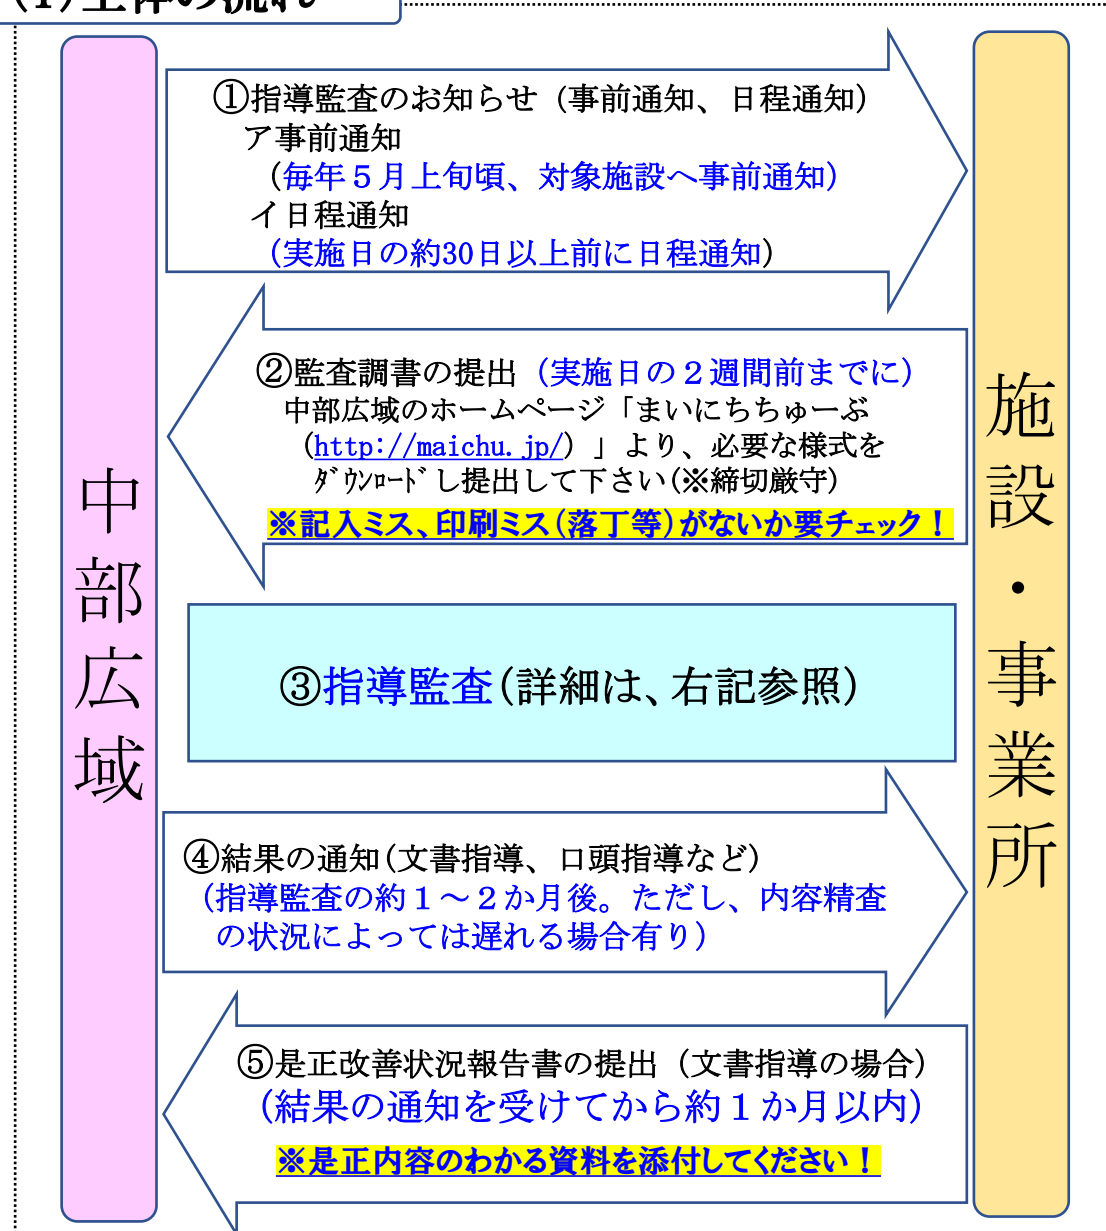 (1)全体の流れ
①指導監査のお知らせ（事前通知、日程通知）
ア事前通知
（毎年５月上旬頃、対象施設へ事前通知）
イ日程通知
（実施日の約30日以上前に日程通知）
②監査調書の提出（実施日の２週間前までに）
中部広域のホームページ「まいにちちゅーぶ
（http://maichu.jp/）」より、必要な様式を
ﾀﾞｳﾝﾛｰﾄﾞし提出して下さい(※締切厳守)
※記入ミス、印刷ミス(落丁等)がないか要チェック！
③指導監査(詳細は、右記参照)
④結果の通知(文書指導、口頭指導など)
（指導監査の約１～２か月後。ただし、内容精査
の状況によっては遅れる場合有り）
⑤是正改善状況報告書の提出（文書指導の場合）
（結果の通知を受けてから約１か月以内）
※是正内容のわかる資料を添付してください！
中部広域
施設・事業所